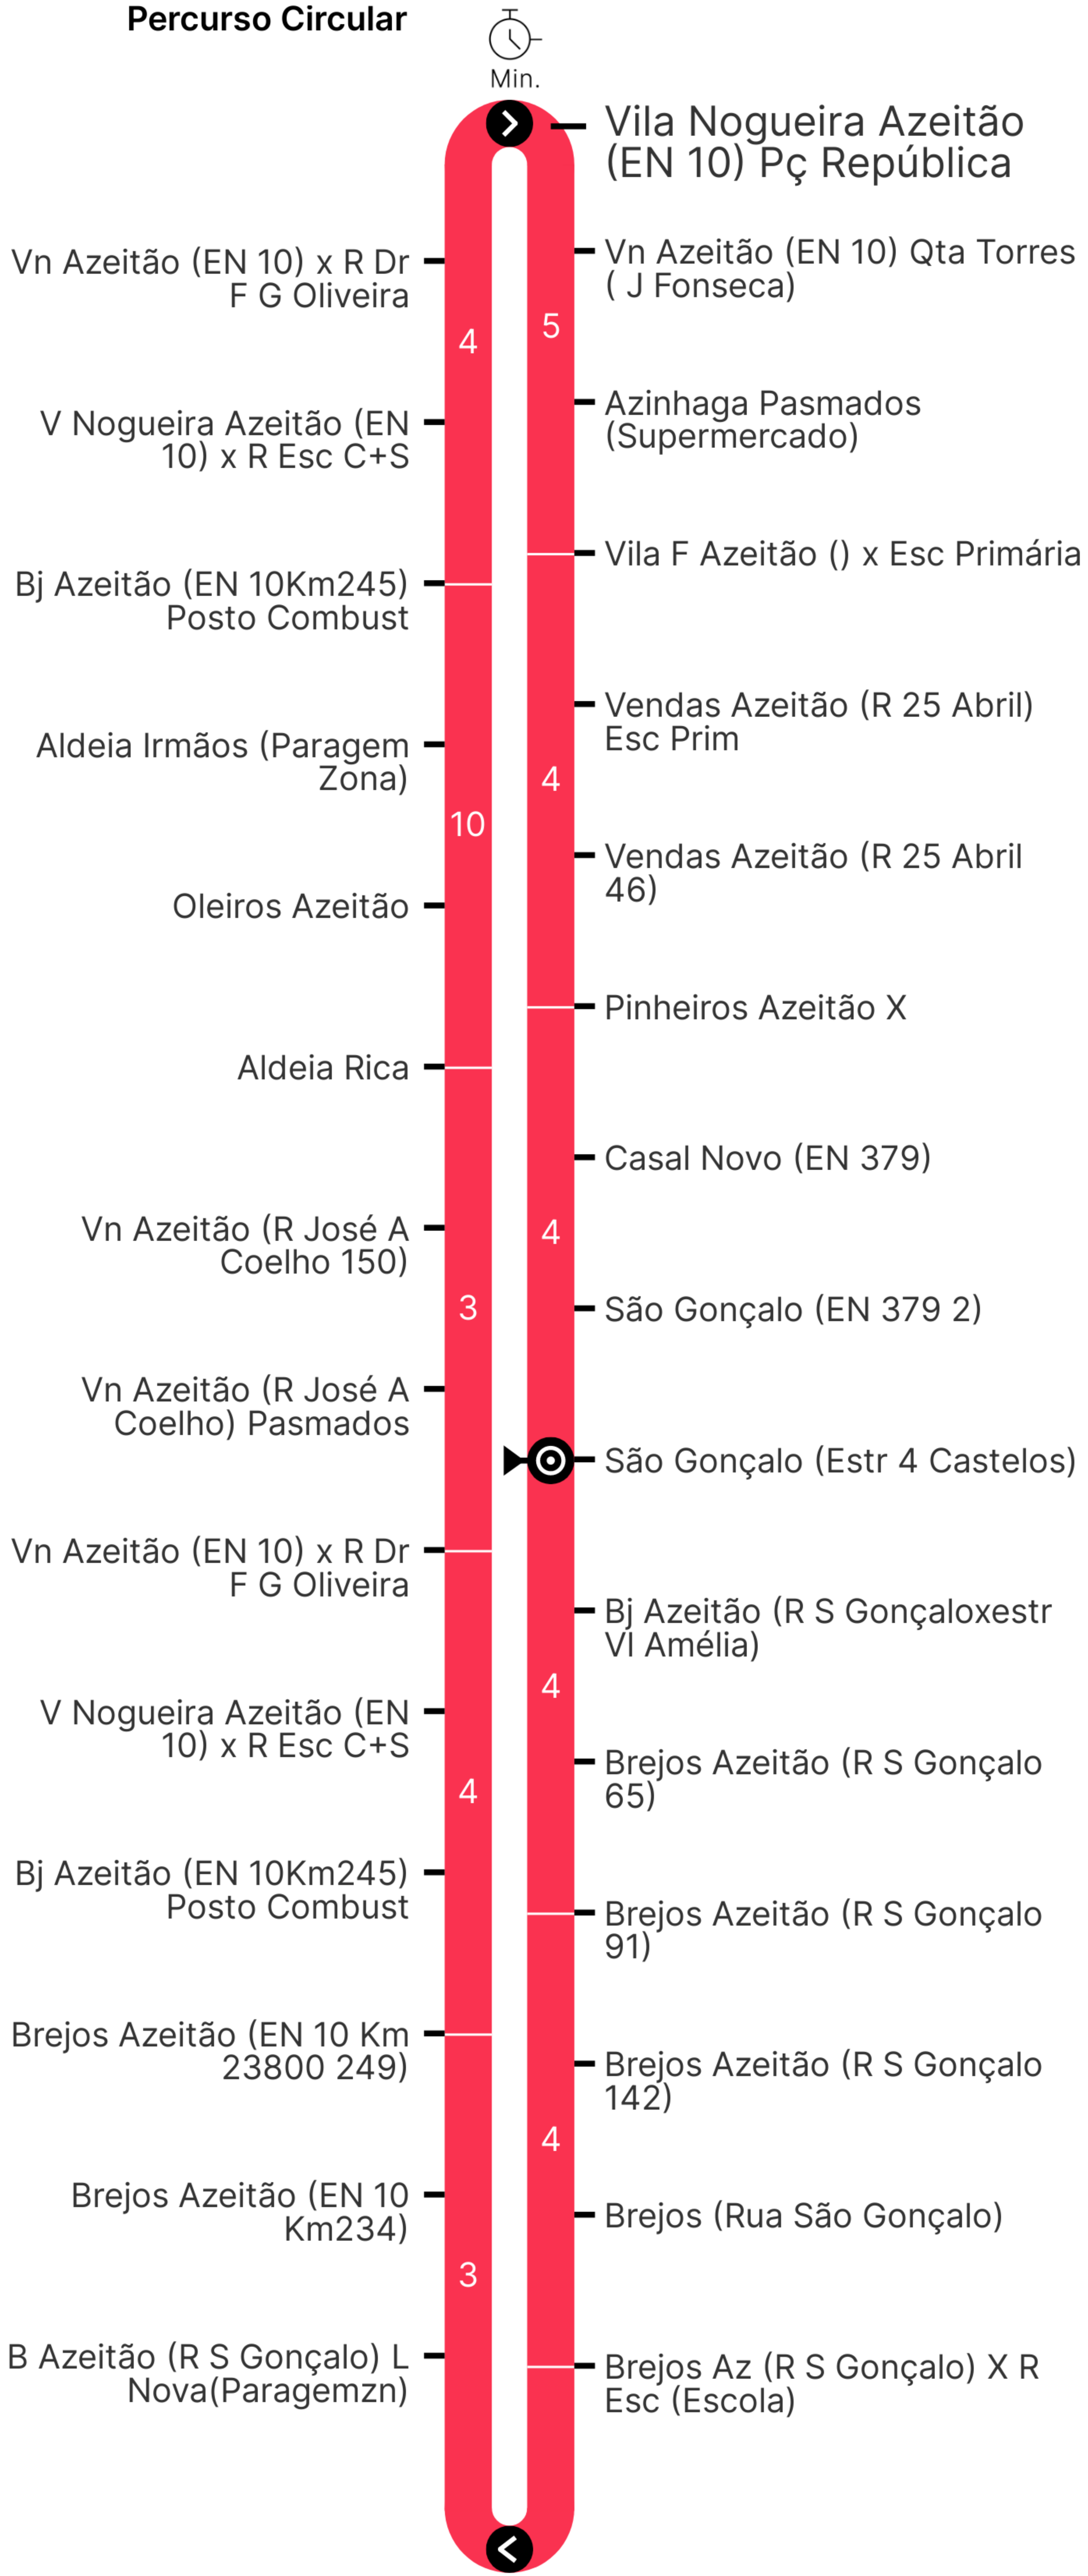 Percurso Circular
Min.
Vila Nogueira Azeitão
(EN 10) Pç República
Vn Azeitão (EN 10) Qta Torres
( J Fonseca)
5
Azinhaga Pasmados
(Supermercado)
Vila F Azeitão () x Esc Primária
Vendas Azeitão (R 25 Abril)
Esc Prim
4
Vendas Azeitão (R 25 Abril
46)
Pinheiros Azeitão X
Casal Novo (EN 379)
4
São Gonçalo (EN 379 2)
São Gonçalo (Estr 4 Castelos)
Bj Azeitão (R S Gonçaloxestr
Vl Amélia)
4
Brejos Azeitão (R S Gonçalo
65)
Brejos Azeitão (R S Gonçalo
91)
Brejos Azeitão (R S Gonçalo
142)
4
Brejos (Rua São Gonçalo)
Brejos Az (R S Gonçalo) X R
Esc (Escola)
Vn Azeitão (EN 10) x R Dr
F G Oliveira
4
V Nogueira Azeitão (EN
10) x R Esc C+S
Bj Azeitão (EN 10Km245)
Posto Combust
Aldeia Irmãos (Paragem
Zona)
10
Oleiros Azeitão
Aldeia Rica
Vn Azeitão (R José A
Coelho 150)
3
Vn Azeitão (R José A
Coelho) Pasmados
Vn Azeitão (EN 10) x R Dr
F G Oliveira
V Nogueira Azeitão (EN
10) x R Esc C+S
4
Bj Azeitão (EN 10Km245)
Posto Combust
Brejos Azeitão (EN 10 Km
23800 249)
Brejos Azeitão (EN 10
Km234)
3
B Azeitão (R S Gonçalo) L
Nova(Paragemzn)